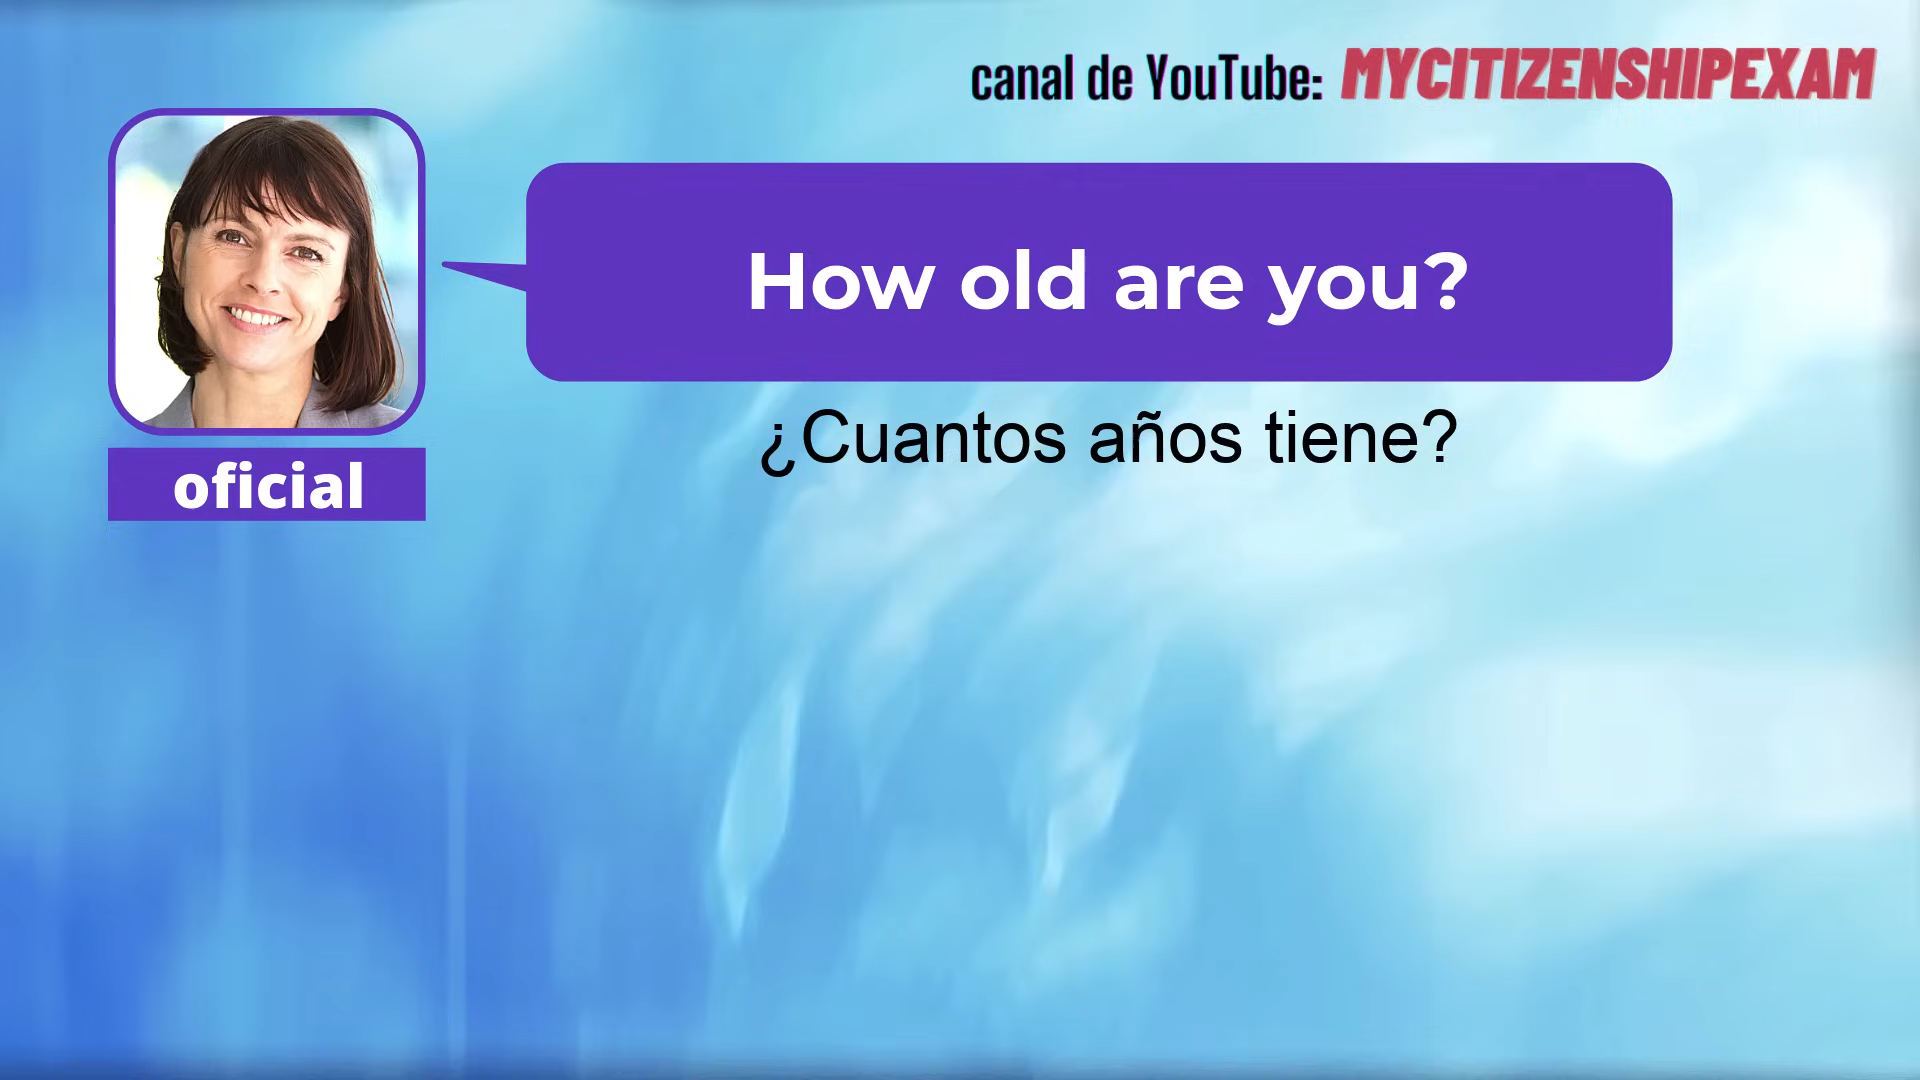 canal de YouTube: MYCITIZENSHIPEXAM
How old are you?
¿Cuantos años tiene?
oficial